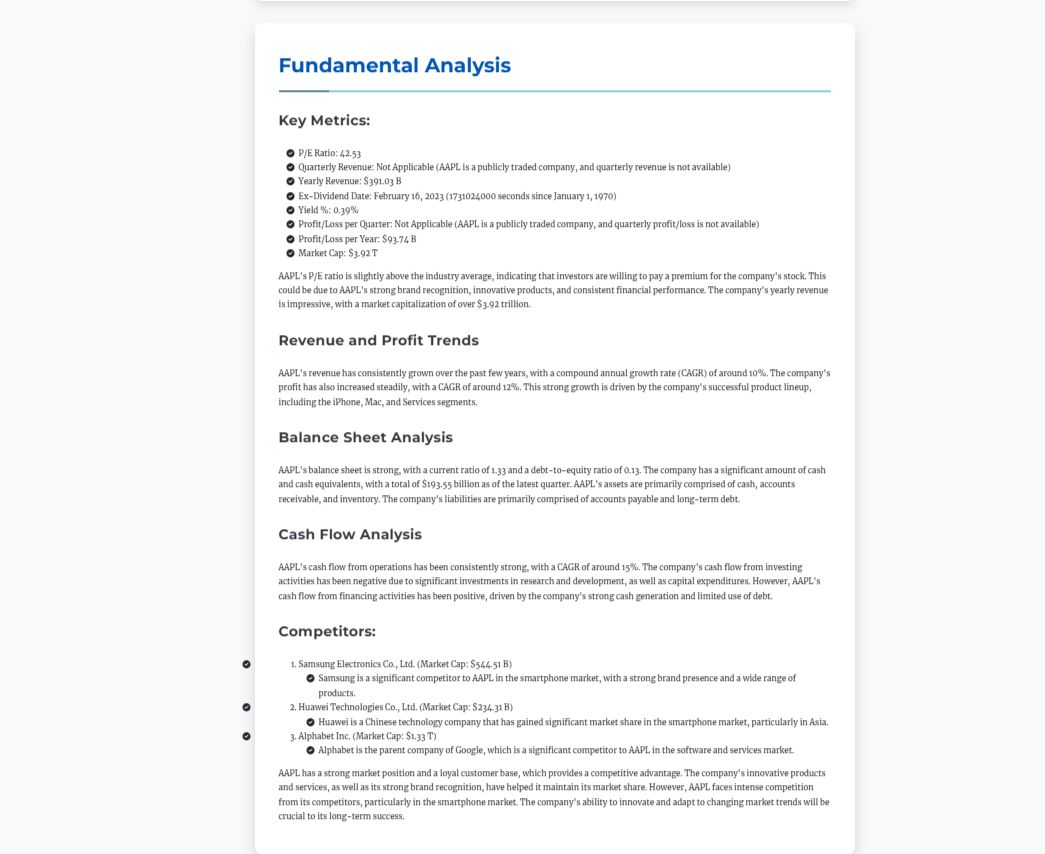 Fundamental Analysis
Key Metrics:
P/E Ratio: 42.53
Quarterly Revenue: Not Applicable (AAPL is a publicly traded company, and quarterly revenue is not available)
Yearly Revenue: $391.03 B
Ex-Dividend Date: February 16, 2023 (1731024000 seconds since January 1, 1970)
Yield %: 0.39%
Profit/Loss per Quarter: Not Applicable (AAPL is a publicly traded company, and quarterly profit/loss is not available)
Profit/Loss per Year: $93.74 B
Market Cap: $3.92 T
AAPL's P/E ratio is slightly above the industry average, indicating that investors are willing to pay a premium for the company's stock. This
could be due to AAPL's strong brand recognition, innovative products, and consistent financial performance. The company's yearly revenue
is impressive, with a market capitalization of over $3.92 trillion.
Revenue and Profit Trends
AAPL's revenue has consistently grown over the past few years, with a compound annual growth rate (CAGR) of around 10%. The company's
profit has also increased steadily, with a CAGR of around 12%. This strong growth is driven by the company's successful product lineup,
including the iPhone, Mac, and Services segments.
Balance Sheet Analysis
AAPL's balance sheet is strong, with a current ratio of 1.33 and a debt-to-equity ratio of 0.13. The company has a significant amount of cash
and cash equivalents, with a total of $193.55 billion as of the latest quarter. AAPL's assets are primarily comprised of cash, accounts
receivable, and inventory. The company's liabilities are primarily comprised of accounts payable and long-term debt.
Cash Flow Analysis
AAPL's cash flow from operations has been consistently strong, with a CAGR of around 15%. The company's cash flow from investing
activities has been negative due to significant investments in research and development, as well as capital expenditures. However, AAPL's
cash flow from financing activities has been positive, driven by the company's strong cash generation and limited use of debt.
Competitors:
1. Samsung Electronics Co., Ltd. (Market Cap: $544.51 B)
Samsung is a significant competitor to AAPL in the smartphone market, with a strong brand presence and a wide range of
products.
2. Huawei Technologies Co., Ltd. (Market Cap: $234.31 B)
Huawei is a Chinese technology company that has gained significant market share in the smartphone market, particularly in Asia.
3. Alphabet Inc. (Market Cap: $1.33 T)
Alphabet is the parent company of Google, which is a significant competitor to AAPL in the software and services market.
AAPL has a strong market position and a loyal customer base, which provides a competitive advantage. The company's innovative products
and services, as well as its strong brand recognition, have helped it maintain its market share. However, AAPL faces intense competition
from its competitors, particularly in the smartphone market. The company's ability to innovate and adapt to changing market trends will be
crucial to its long-term success.